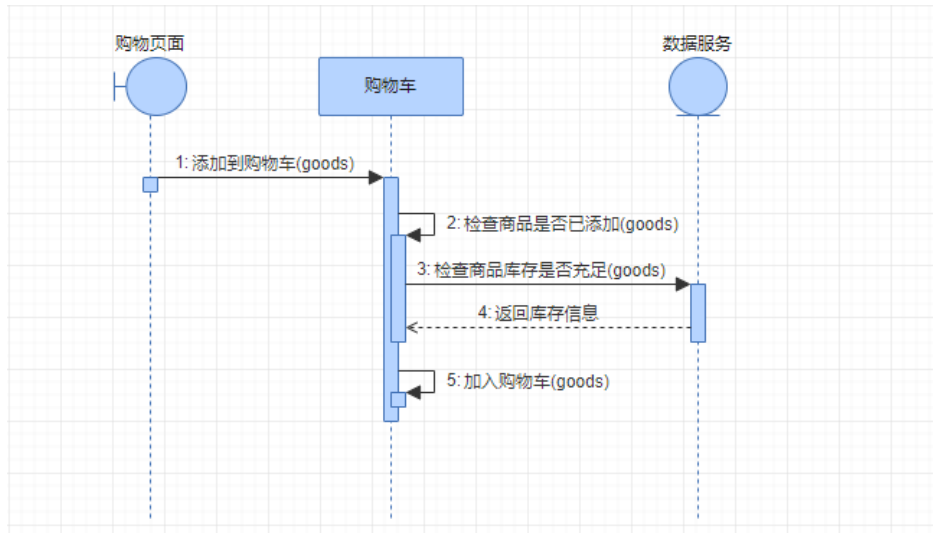 购物页面
购物车
数据服务
1: 添加到购物车(goods)
2: 检查商品是否已添加(goods)
3: 检查商品库存是否充足(goods)
4: 返回库存信息
5: 加入购物车(goods)